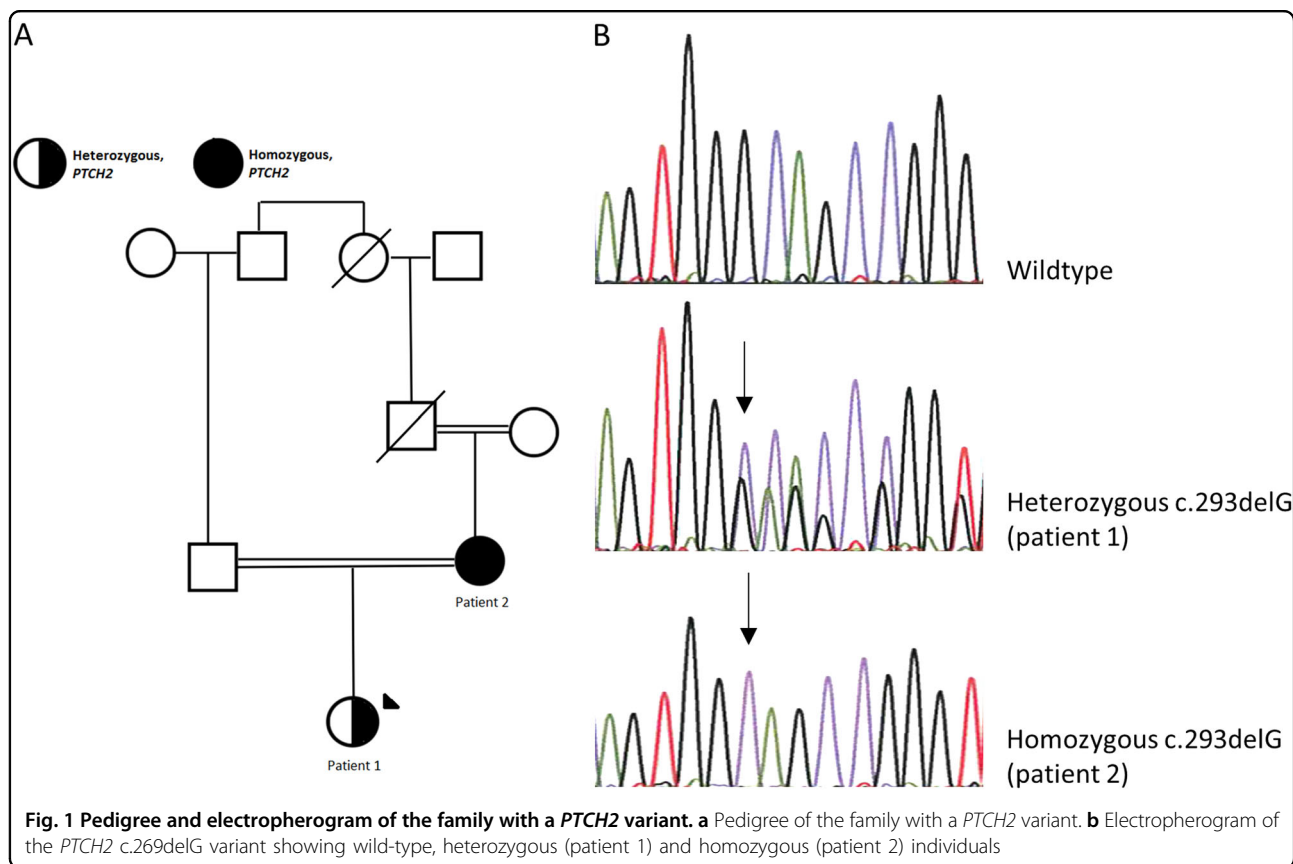 A
B
Heterozygous,
PTCH2
Homozygous,
PTCH2
Patient 2
Patient 1
Wildtype
Heterozygous c.293delG
(patient 1)
Homozygous c.293delG
(patient 2)
Fig. 1 Pedigree and electropherogram of the family with a PTCH2 variant. a Pedigree of the family with a PTCH2 variant. b Electropherogram of
the PTCH2 c.269delG variant showing wild-type, heterozygous (patient 1) and homozygous (patient 2) individuals